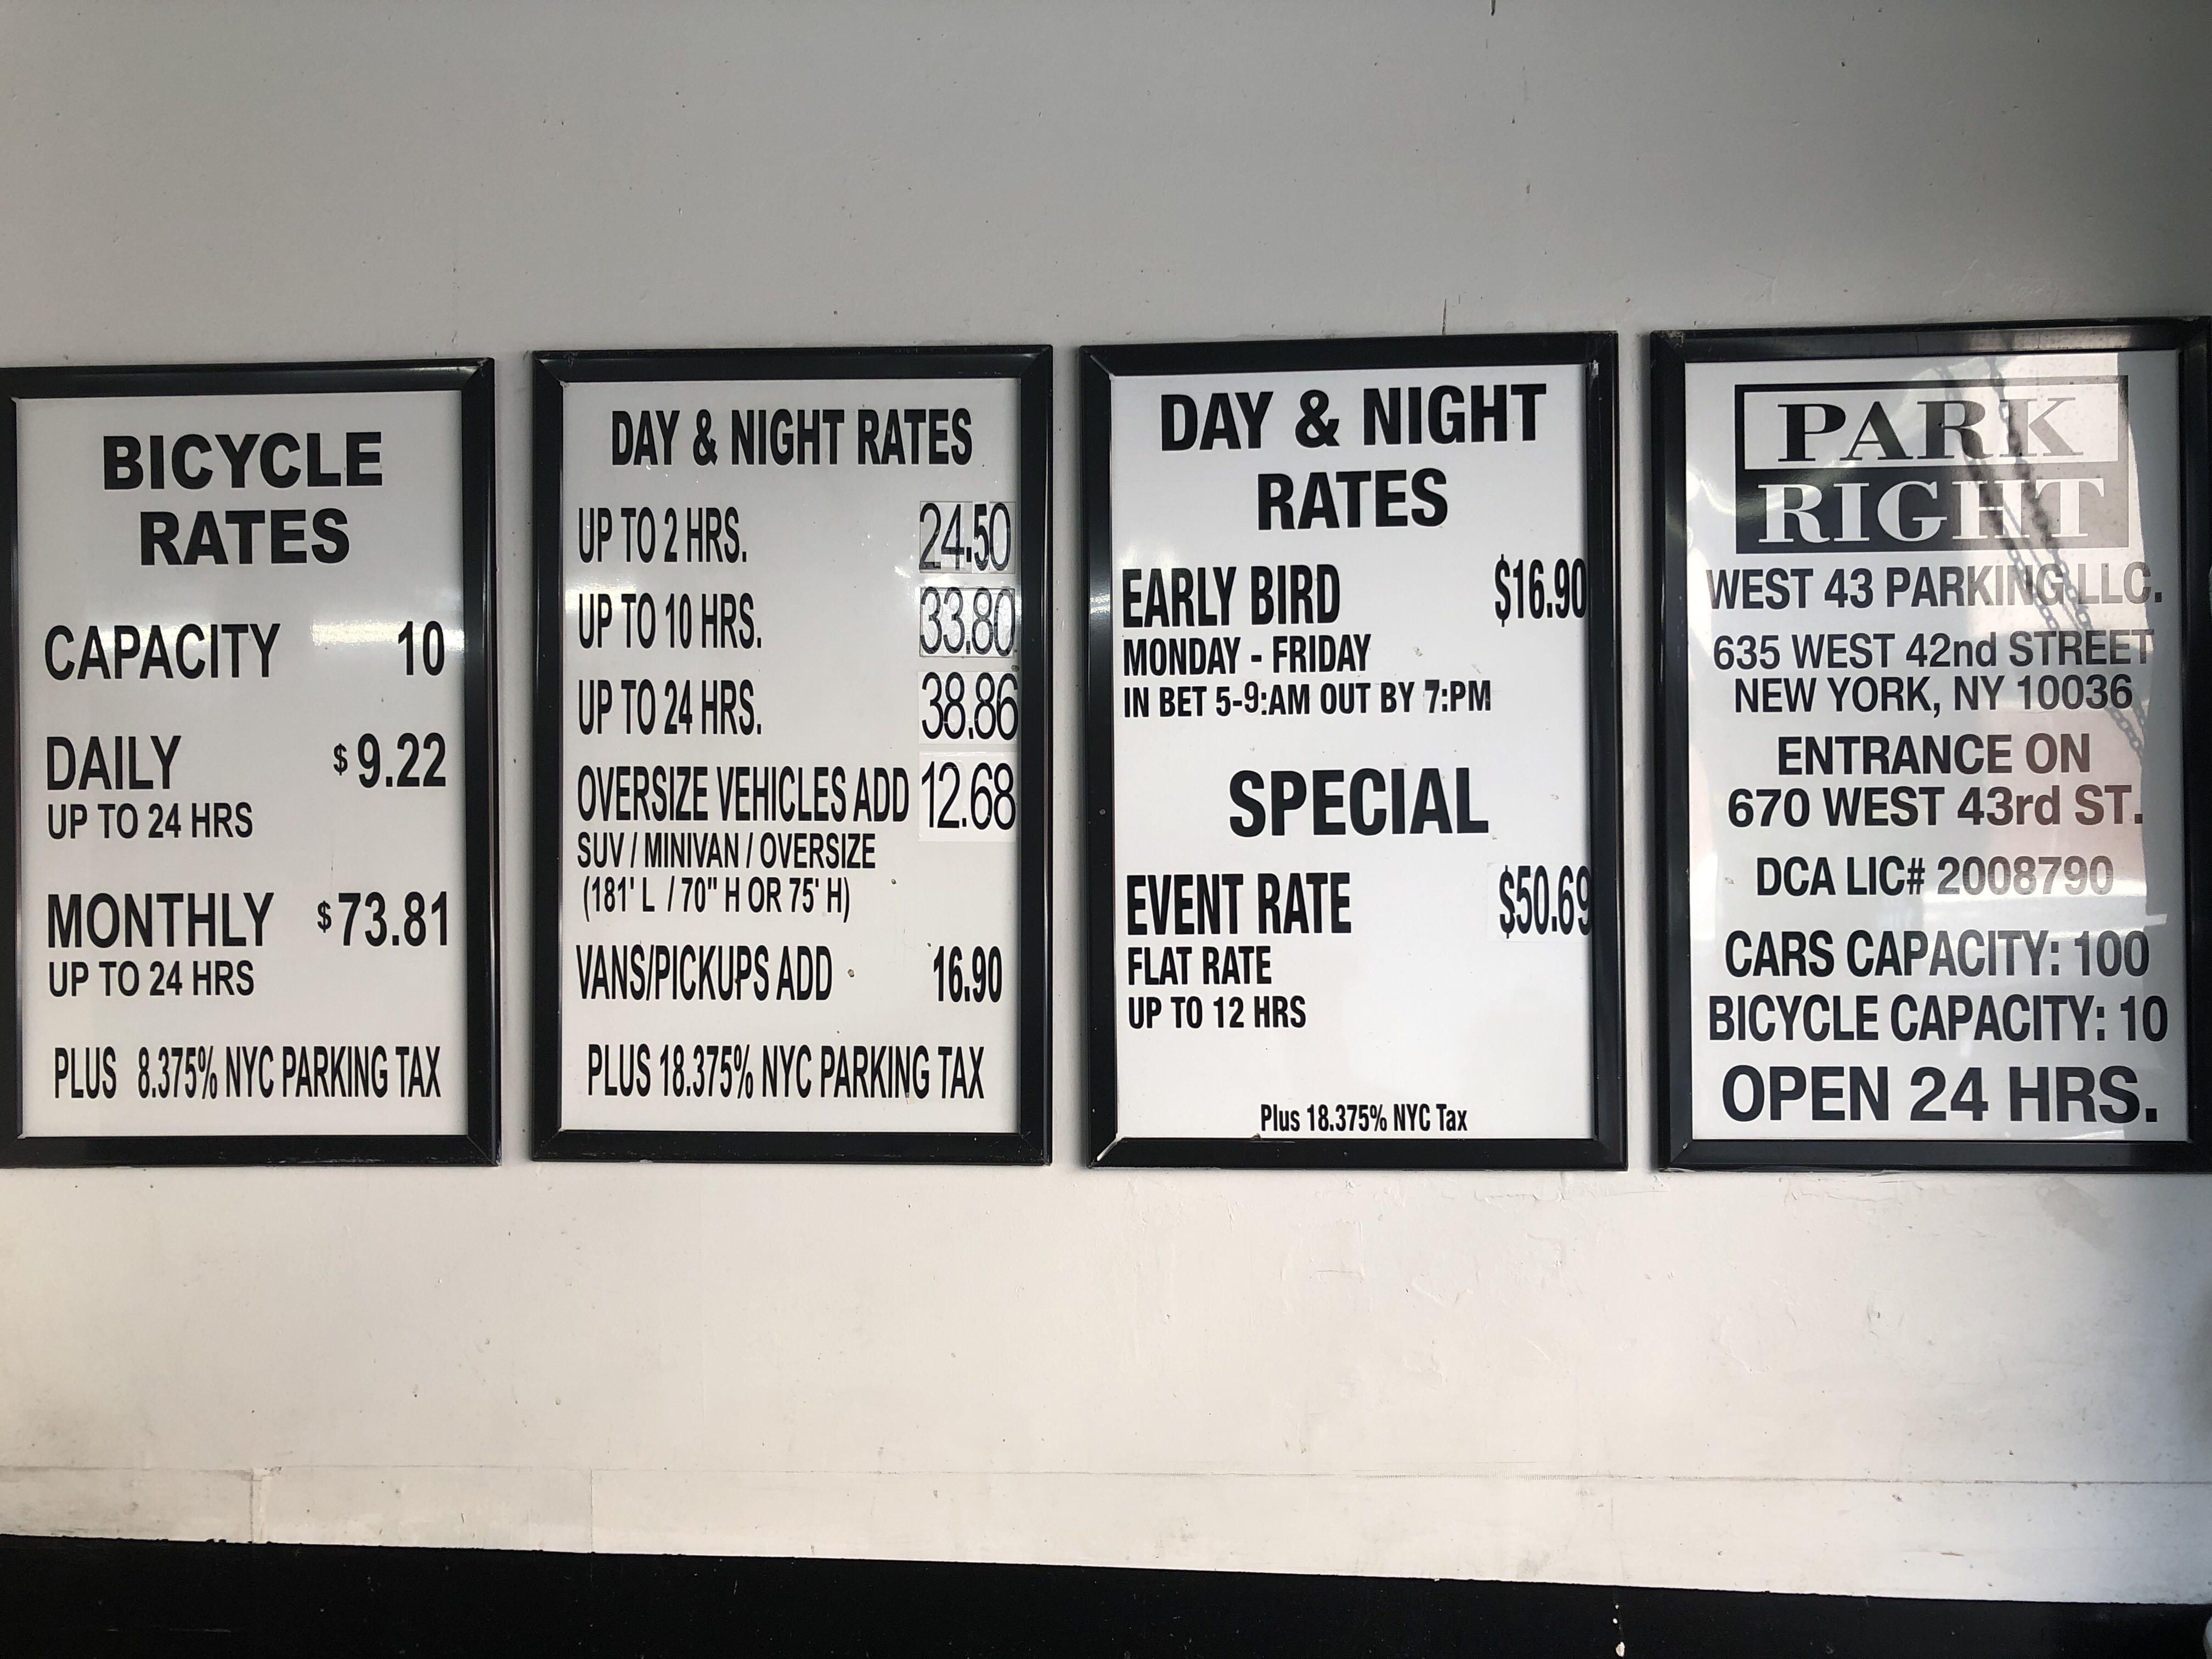 BICYCLE
RATES
CAPACITY 10
DAILY $ 9.22
UP TO 24 HRS
MONTHLY $73.81
UP TO 24 HRS
PLUS 8.375% NYC PARKING TAX
DAY & NIGHT RATES
UP TO 2 HRS. 24.50
UP TO 10 HRS. 33.80
UP TO 24 HRS. 38.86
OVERSIZE VEHICLES ADD 12.68
SUV / MINIVAN / OVERSIZE
(181' L / 70" H OR 75' H)
VANS/PICKUPS ADD 16.90
PLUS 18.375% NYC PARKING TAX
DAY & NIGHT
RATES
EARLY BIRD $16.90
MONDAY - FRIDAY
IN BET 5-9:AM OUT BY 7:PM
SPECIAL
EVENT RATE $50.69
FLAT RATE
UP TO 12 HRS
Plus 18.375% NYC Tax
PARK
RIGHT
WEST 43 PARKING LLC.
635 WEST 42nd STREET
NEW YORK, NY 10036
ENTRANCE ON
670 WEST 43rd ST.
DCA LIC# 2008790
CARS CAPACITY: 100
BICYCLE CAPACITY: 10
OPEN 24 HRS.